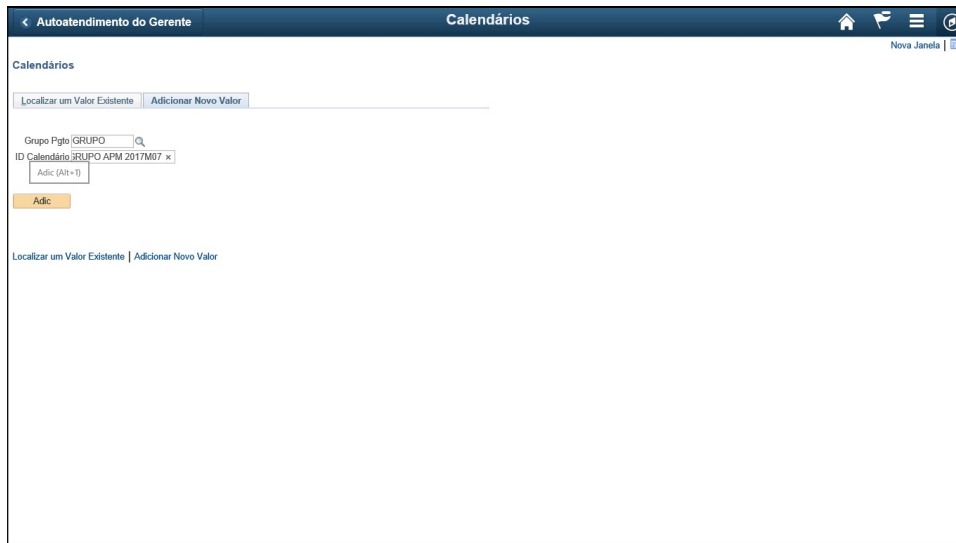 Autoatendimento do Gerente
Calendários
Nova Janela |
Calendários
Localizar um Valor Existente
Adicionar Novo Valor
Grupo Pgto GRUPO
ID Calendário RUPO APM 2017M07 ×
Adic (Alt+1)
Adic
Localizar um Valor Existente | Adicionar Novo Valor